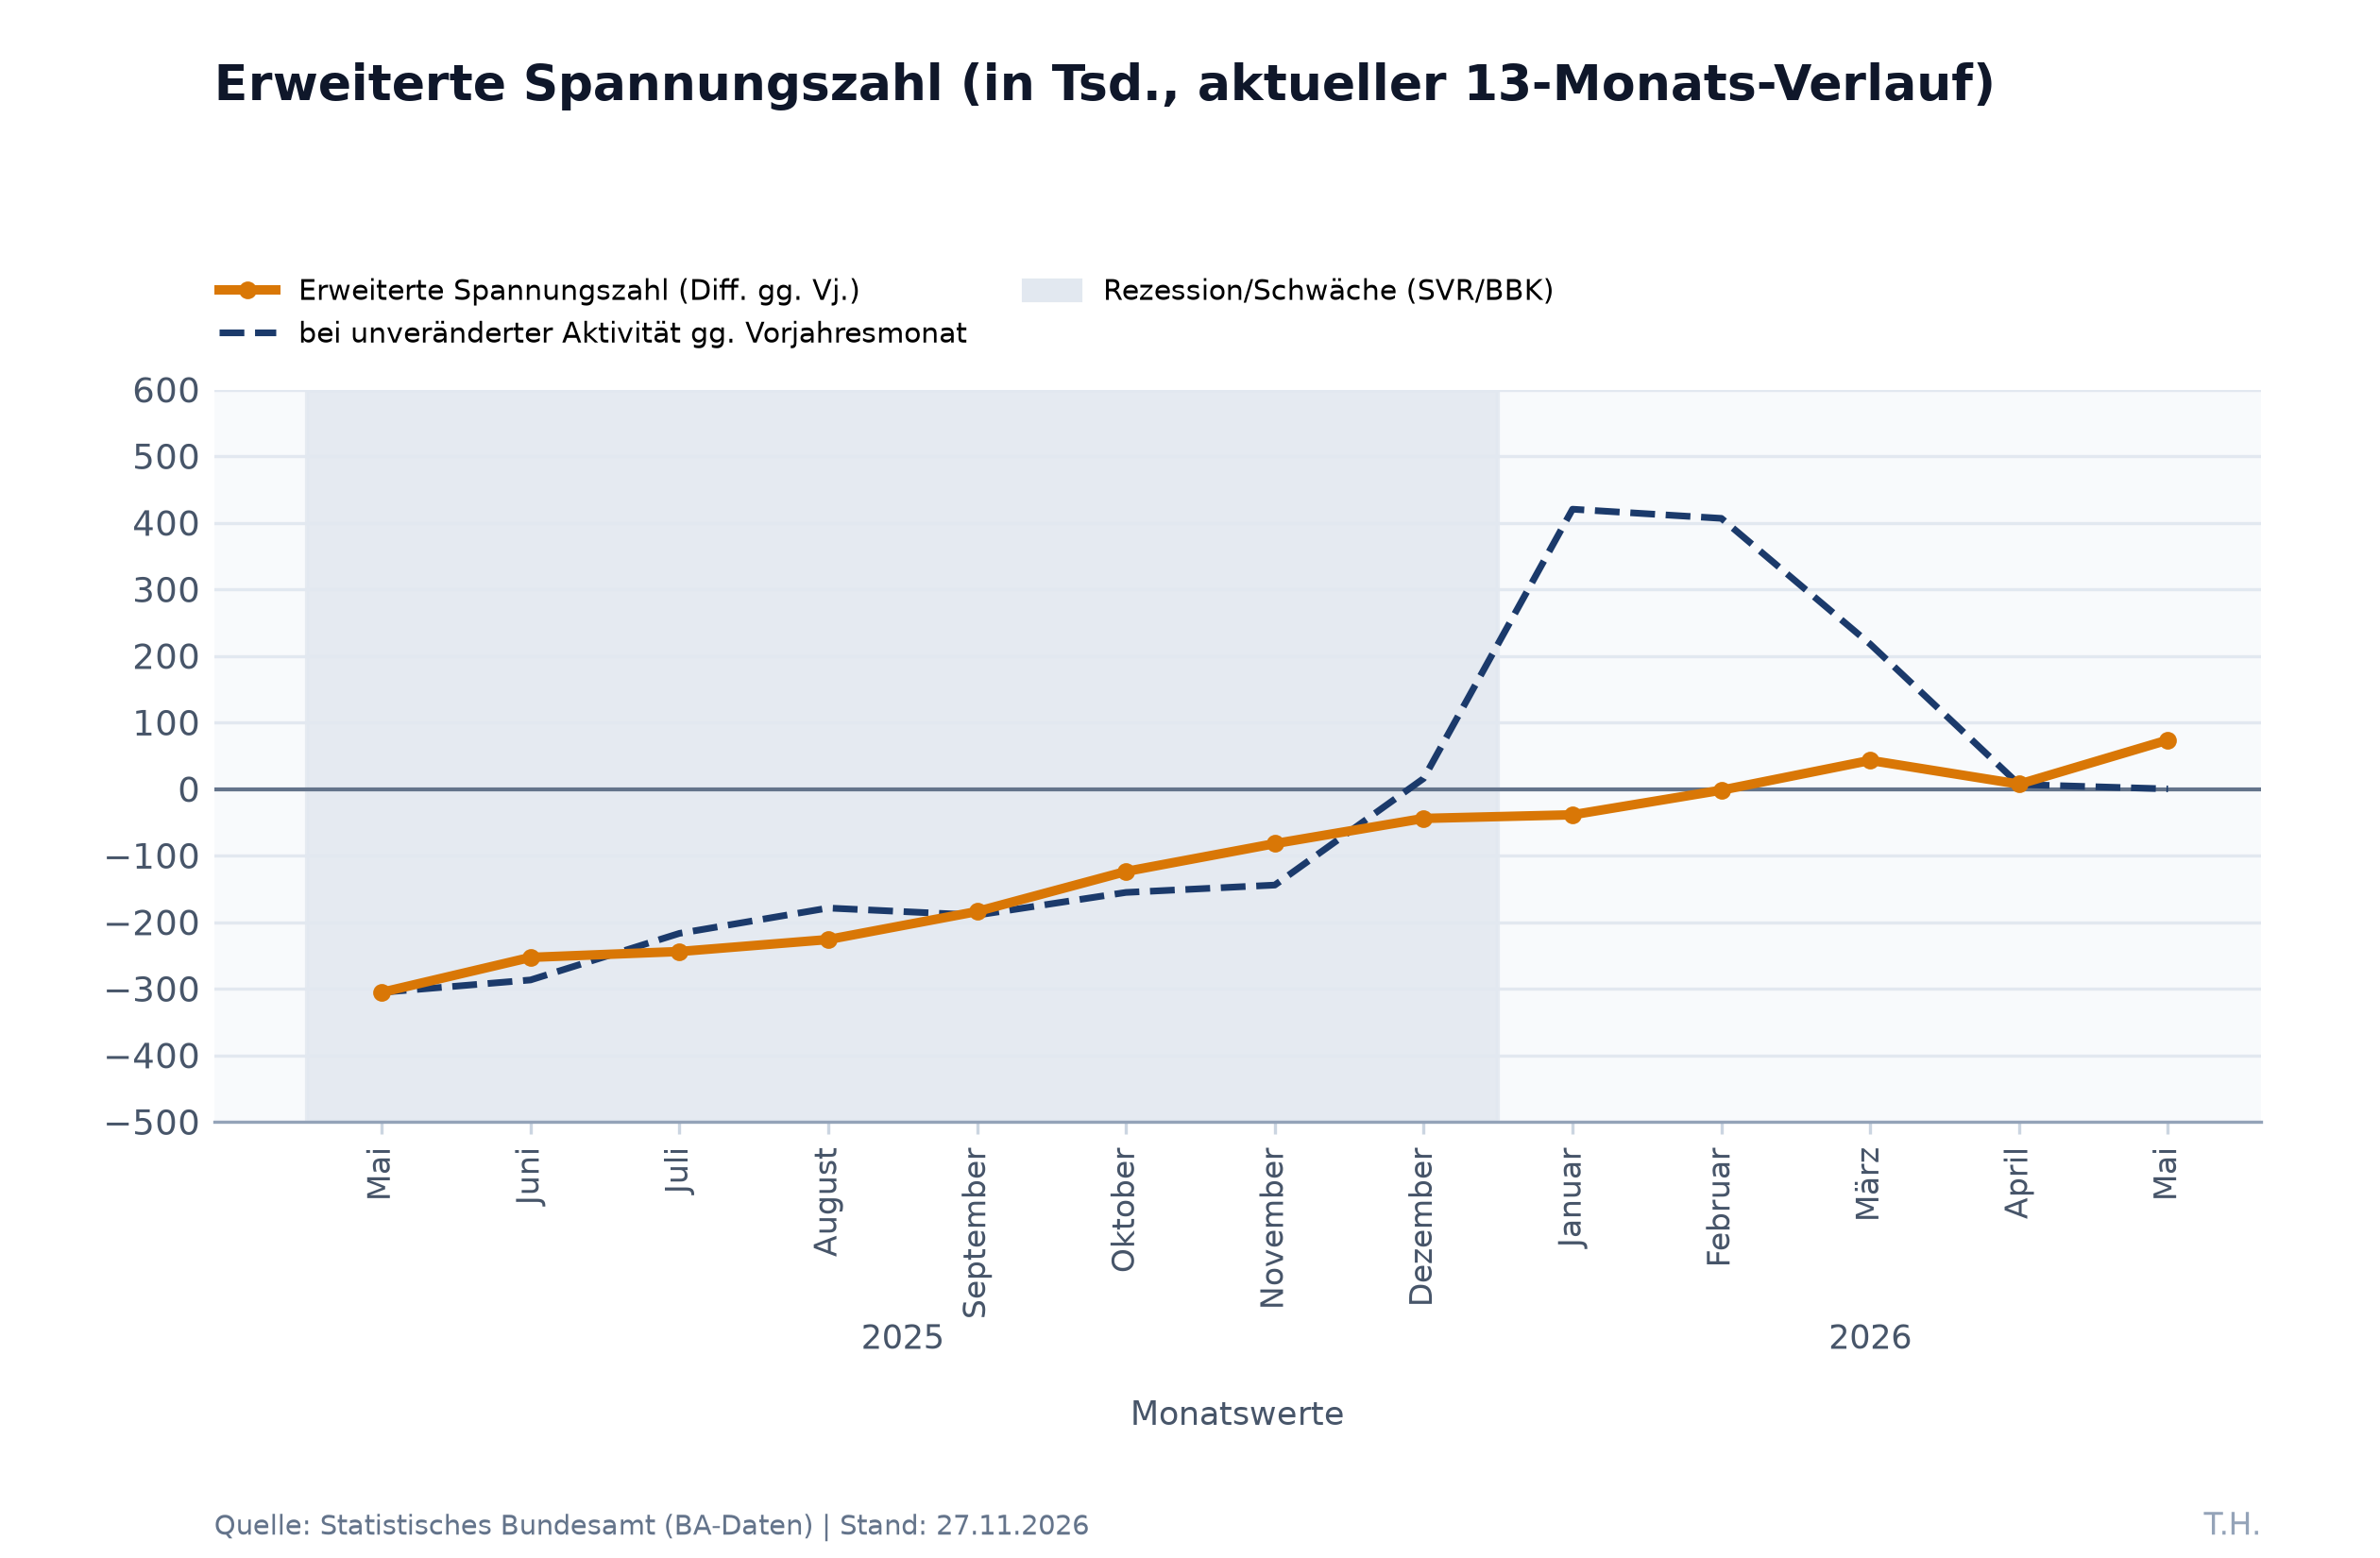 Erweiterte Spannungszahl (in Tsd., aktueller 13-Monats-Verlauf)
Erweiterte Spannungszahl (Diff. gg. Vj.)
Rezession/Schwäche (SVR/BBK)
bei unveränderter Aktivität gg. Vorjahresmonat
600
500
400
300
200
100
0
−100
−200
−300
−400
−500
Mai
Juni
Juli
August
September
Oktober
November
Dezember
Januar
Februar
März
April
Mai
2025
2026
Monatswerte
Quelle: Statistisches Bundesamt (BA-Daten) | Stand: 27.11.2026
T.H.